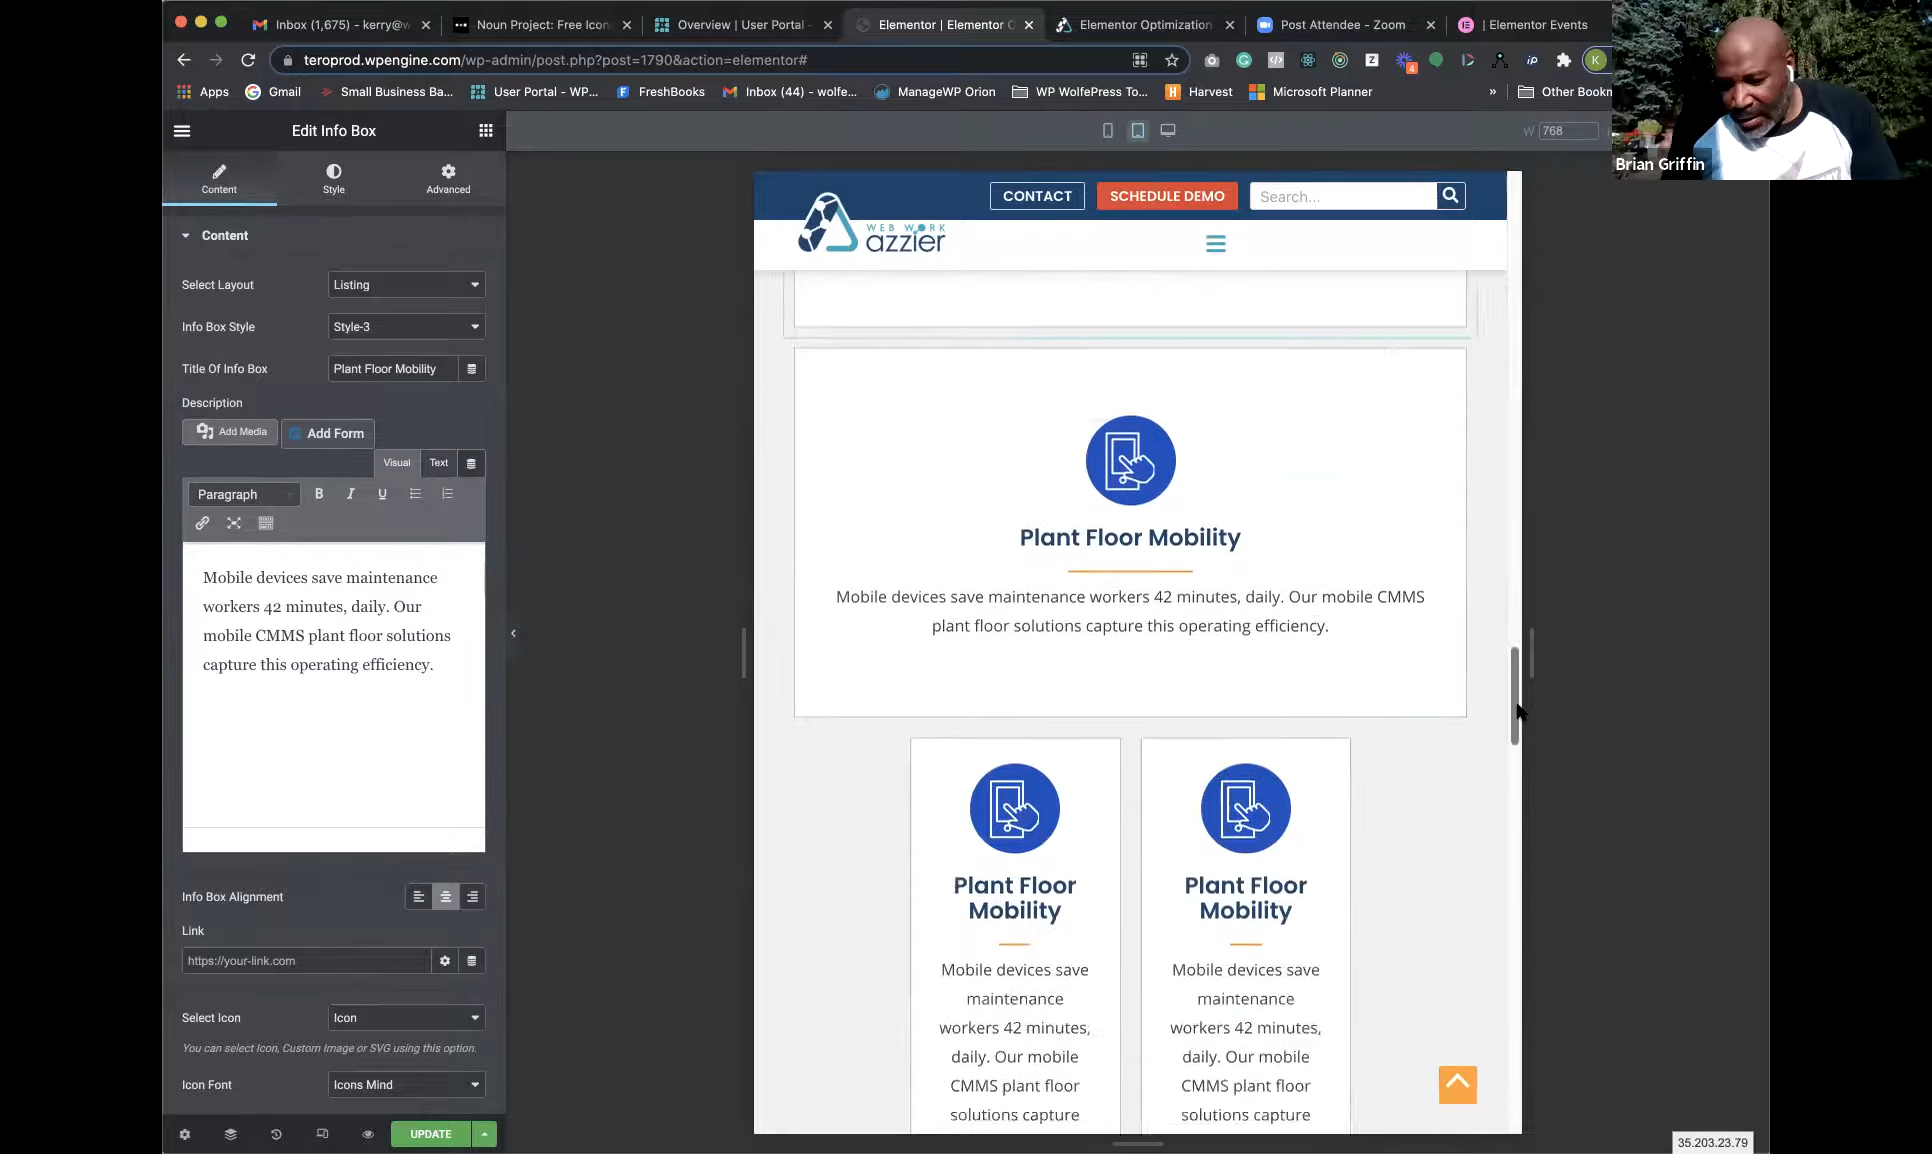 Inbox (1,675) - kerry@w
Noun Project: Free Icon
Overview | User Portal -
Elementor | Elementor O
Elementor Optimization
Post Attendee - Zoom
| Elementor Events
teroprod.wpengine.com/wp-admin/post.php?post=1790&action=elementor#
Apps
Gmail
Small Business Ba...
User Portal - WP...
FreshBooks
Inbox (44) - wolfe...
ManageWP Orion
WP WolfePress To...
Harvest
Microsoft Planner
»
Other Bookn
Brian Griffin
Edit Info Box
W 768
Content
Style
Advanced
Content
Select Layout
Listing
Info Box Style
Style-3
Title Of Info Box
Plant Floor Mobility
Description
Add Media
Add Form
Visual
Text
Paragraph
B I U
Mobile devices save maintenance
workers 42 minutes, daily. Our
mobile CMMS plant floor solutions
capture this operating efficiency.
Info Box Alignment
Link
https://your-link.com
Select Icon
Icon
You can select Icon, Custom Image or SVG using this option.
Icon Font
Icons Mind
UPDATE
CONTACT
SCHEDULE DEMO
Search...
WEB WORK
azzier
Plant Floor Mobility
Mobile devices save maintenance workers 42 minutes, daily. Our mobile CMMS
plant floor solutions capture this operating efficiency.
Plant Floor
Mobility
Mobile devices save
maintenance
workers 42 minutes,
daily. Our mobile
CMMS plant floor
solutions capture
Plant Floor
Mobility
Mobile devices save
maintenance
workers 42 minutes,
daily. Our mobile
CMMS plant floor
solutions capture
35.203.23.79